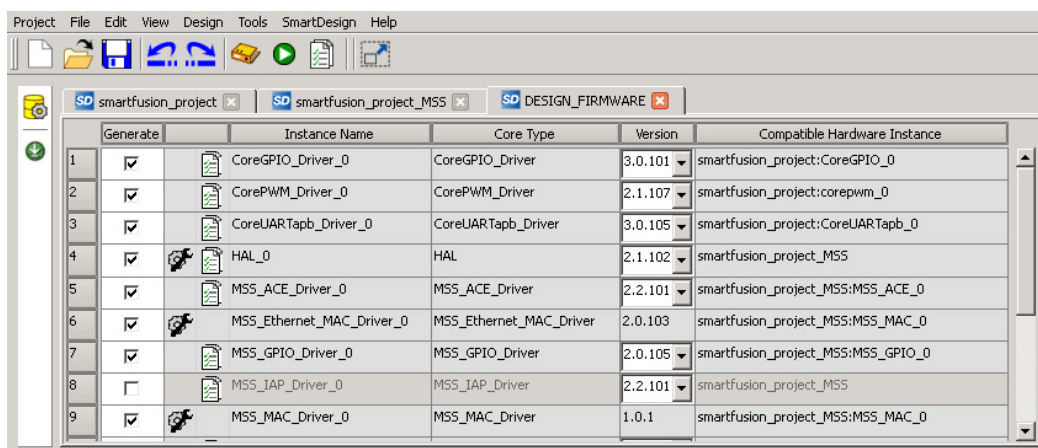 Project File Edit View Design Tools SmartDesign Help
SD smartfusion_project SD smartfusion_project_MSS SD DESIGN_FIRMWARE
Generate Instance Name Core Type Version Compatible Hardware Instance
1 CoreGPIO_Driver_0 CoreGPIO_Driver 3.0.101 smartfusion_project:CoreGPIO_0
2 CorePWM_Driver_0 CorePWM_Driver 2.1.107 smartfusion_project:corepwm_0
3 CoreUARTapb_Driver_0 CoreUARTapb_Driver 3.0.105 smartfusion_project:CoreUARTapb_0
4 HAL_0 HAL 2.1.102 smartfusion_project_MSS
5 MSS_ACE_Driver_0 MSS_ACE_Driver 2.2.101 smartfusion_project_MSS:MSS_ACE_0
6 MSS_Ethernet_MAC_Driver_0 MSS_Ethernet_MAC_Driver 2.0.103 smartfusion_project_MSS:MSS_MAC_0
7 MSS_GPIO_Driver_0 MSS_GPIO_Driver 2.0.105 smartfusion_project_MSS:MSS_GPIO_0
8 MSS_IAP_Driver_0 MSS_IAP_Driver 2.2.101 smartfusion_project_MSS
9 MSS_MAC_Driver_0 MSS_MAC_Driver 1.0.1 smartfusion_project_MSS:MSS_MAC_0